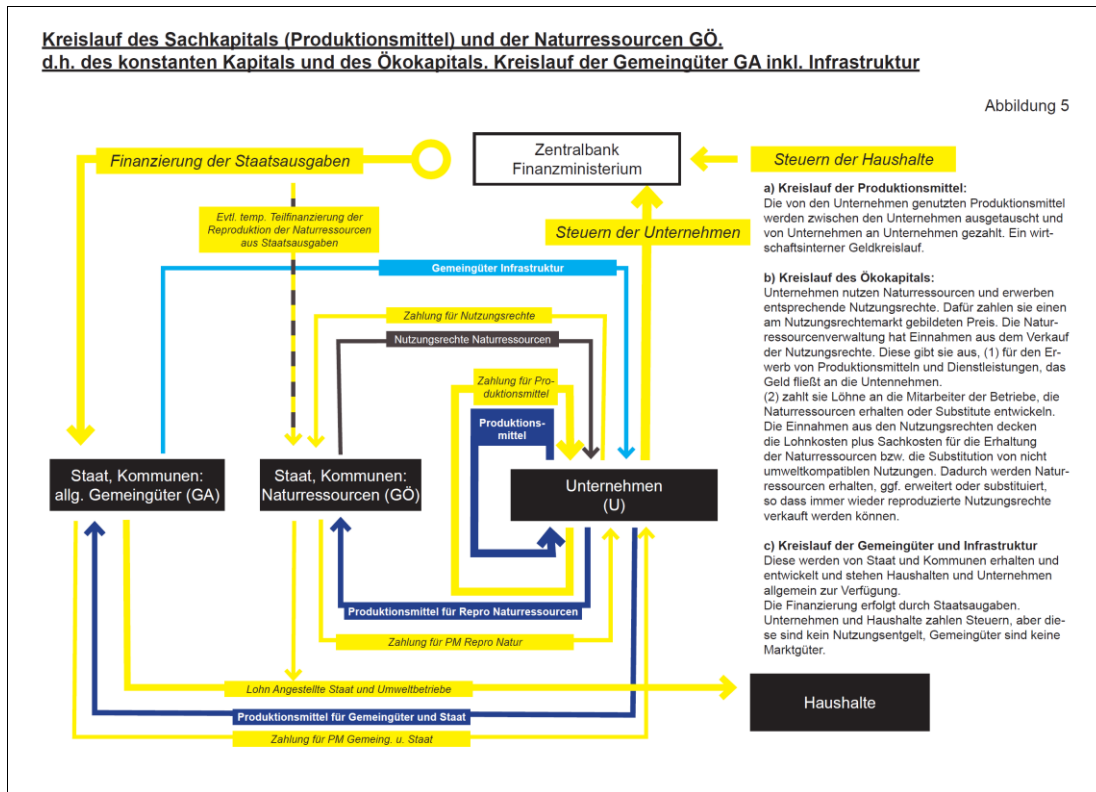 Kreislauf des Sachkapitals (Produktionsmittel) und der Naturressourcen GÖ.
d.h. des konstanten Kapitals und des Ökokapitals. Kreislauf der Gemeingüter GA inkl. Infrastruktur
Abbildung 5
Finanzierung der Staatsausgaben
Zentralbank
Finanzministerium
Steuern der Haushalte
Evtl. temp. Teilfinanzierung der
Reproduktion der Naturressourcen
aus Staatsausgaben
Steuern der Unternehmen
Gemeingüter Infrastruktur
Zahlung für Nutzungsrechte
Nutzungsrechte Naturressourcen
Zahlung für Pro-
duktionsmittel
Produktions-
mittel
Staat, Kommunen:
allg. Gemeingüter (GA)
Staat, Kommunen:
Naturressourcen (GÖ)
Unternehmen
(U)
Produktionsmittel für Repro Naturressourcen
Zahlung für PM Repro Natur
Lohn Angestellte Staat und Umweltbetriebe
Produktionsmittel für Gemeingüter und Staat
Zahlung für PM Gemeing. u. Staat
Haushalte
a) Kreislauf der Produktionsmittel:
Die von den Unternehmen genutzten Produktionsmittel
werden zwischen den Unternehmen ausgetauscht und
von Unternehmen an Unternehmen gezahlt. Ein wirt-
schaftsinterner Geldkreislauf.
b) Kreislauf des Ökokapitals:
Unternehmen nutzen Naturressourcen und erwerben
entsprechende Nutzungsrechte. Dafür zahlen sie einen
am Nutzungsrechtemarkt gebildeten Preis. Die Natur-
ressourcenverwaltung hat Einnahmen aus dem Verkauf
der Nutzungsrechte. Diese gibt sie aus, (1) für den Er-
werb von Produktionsmitteln und Dienstleistungen, das
Geld fließt an die Untennehmen.
(2) zahlt sie Löhne an die Mitarbeiter der Betriebe, die
Naturressourcen erhalten oder Substitute entwickeln.
Die Einnahmen aus den Nutzungsrechten decken
die Lohnkosten plus Sachkosten für die Erhaltung
der Naturressourcen bzw. die Substitution von nicht
umweltkompatiblen Nutzungen. Dadurch werden Natur-
ressourcen erhalten, ggf. erweitert oder substituiert,
so dass immer wieder reproduzierte Nutzungsrechte
verkauft werden können.
c) Kreislauf der Gemeingüter und Infrastruktur
Diese werden von Staat und Kommunen erhalten und
entwickelt und stehen Haushalten und Unternehmen
allgemein zur Verfügung.
Die Finanzierung erfolgt durch Staatsaugaben.
Unternehmen und Haushalte zahlen Steuern, aber die-
se sind kein Nutzungsentgelt, Gemeingüter sind keine
Marktgüter.